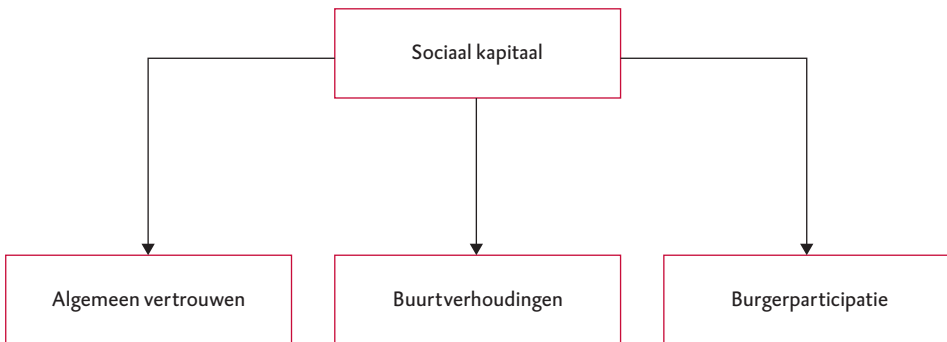 Sociaal kapitaal
Algemeen vertrouwen
Buurtverhoudingen
Burgerparticipatie